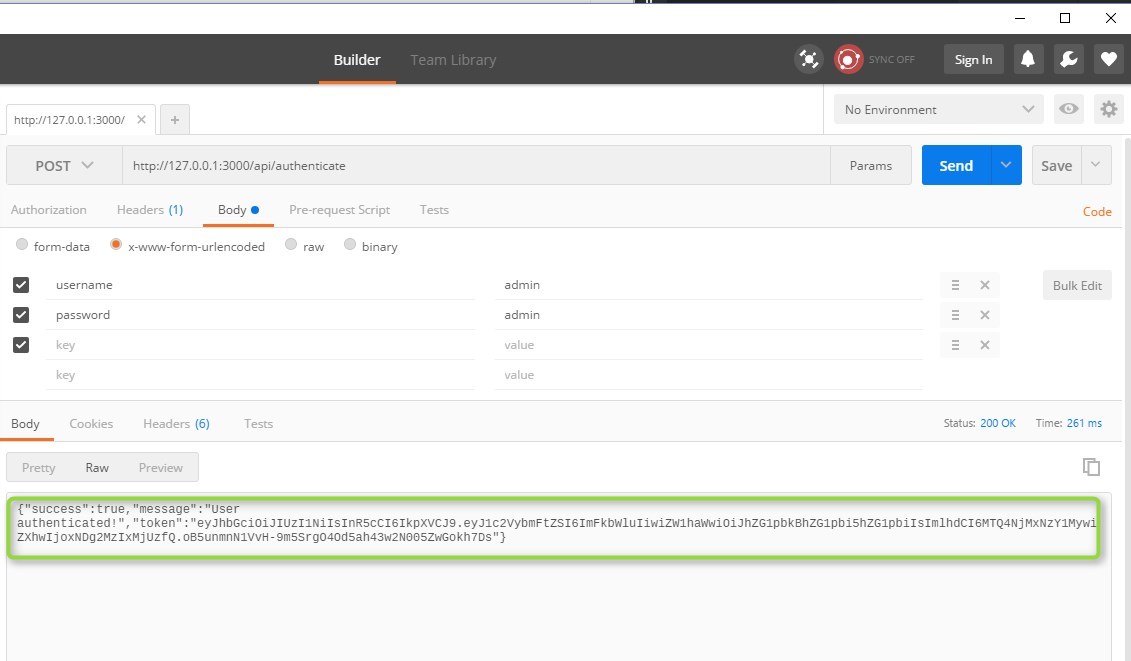 Builder Team Library SYNC OFF Sign In
http://127.0.0.1:3000/ No Environment
POST http://127.0.0.1:3000/api/authenticate Params Send Save
Authorization Headers (1) Body Pre-request Script Tests Code
form-data x-www-form-urlencoded raw binary
username admin Bulk Edit
password admin
key value
key value
Body Cookies Headers (6) Tests Status: 200 OK Time: 261 ms
Pretty Raw Preview
{"success":true,"message":"User
authenticated!","token":"eyJhbGciOiJIUzI1NiIsInR5cCI6IkpXVCJ9.eyJ1c2VybmFtZSI6ImFkbWluIiwiZW1haWwiOiJhZG1pbkBhZG1pbi5hZG1pbiIsImlhdCI6MTQ4NjMxNzY1Mywi
ZXhwIjoxNDg2MzIxMjUzfQ.oB5unmnN1VvH-9m5SrgO4Od5ah43w2N005ZwGokh7Ds"}